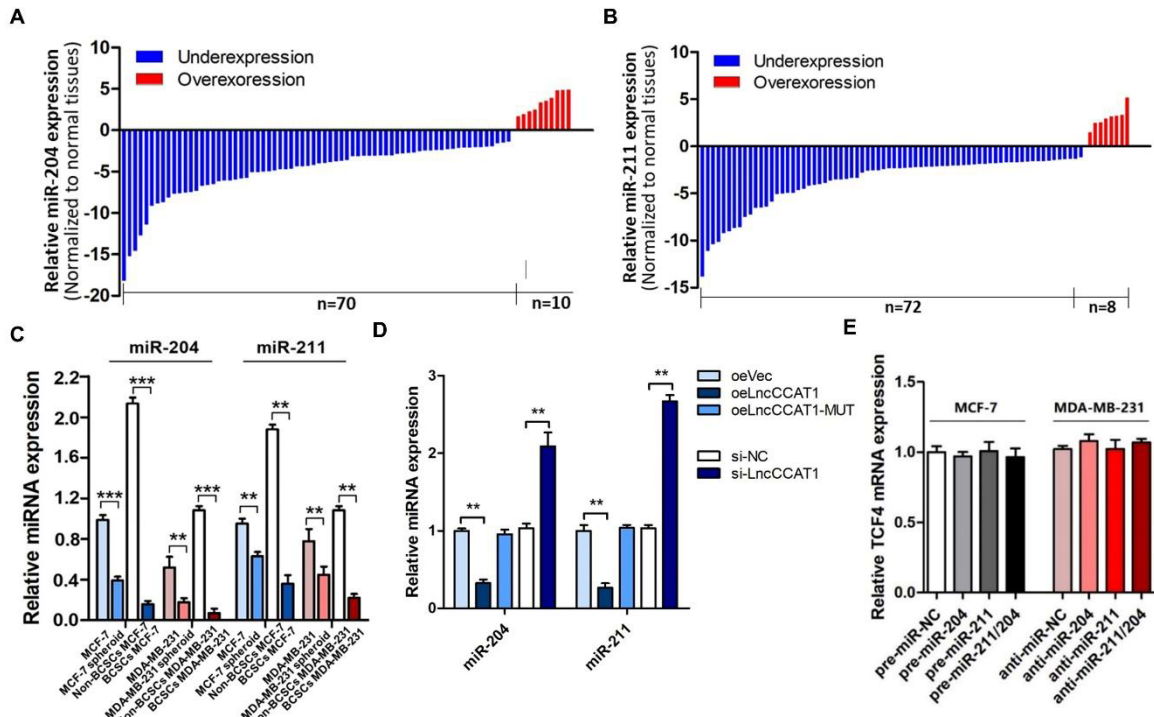 A
Relative miR-204 expression
(Normalized to normal tissues)
10
5
0
-5
-10
-15
-20
Underexpression
Overexoression
n=70
n=10
B
Relative miR-211 expression
(Normalized to normal tissues)
10
5
0
-5
-10
-15
Underexpression
Overexoression
n=72
n=8
C
miR-204
miR-211
Relative miRNA expression
2.2
1.8
1.2
0.8
0.4
0.0
***
***
**
***
**
**
**
**
MCF-7
MCF-7 spheroid
Non-BCSCs MCF-7
BCSCs MCF-7
MDA-MB-231
MDA-MB-231 spheroid
Non-BCSCs MDA-MB-231
BCSCs MDA-MB-231
MCF-7
MCF-7 spheroid
Non-BCSCs MCF-7
BCSCs MCF-7
MDA-MB-231
MDA-MB-231 spheroid
Non-BCSCs MDA-MB-231
BCSCs MDA-MB-231
D
Relative miRNA expression
3
2
1
0
**
**
**
**
miR-204
miR-211
oeVec
oeLncCCAT1
oeLncCCAT1-MUT
si-NC
si-LncCCAT1
E
Relative TCF4 mRNA expression
1.5
1.0
0.5
0.0
MCF-7
MDA-MB-231
pre-miR-NC
pre-miR-204
pre-miR-211
pre-miR-211/204
anti-miR-NC
anti-miR-204
anti-miR-211
anti-miR-211/204